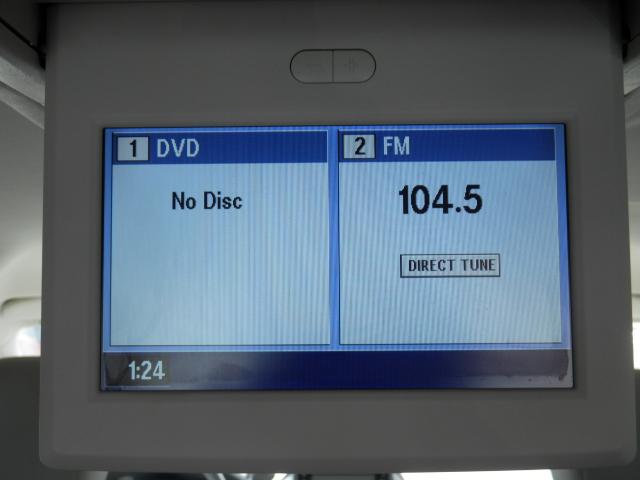 1 DVD
No Disc
2 FM
104.5
DIRECT TUNE
1:24